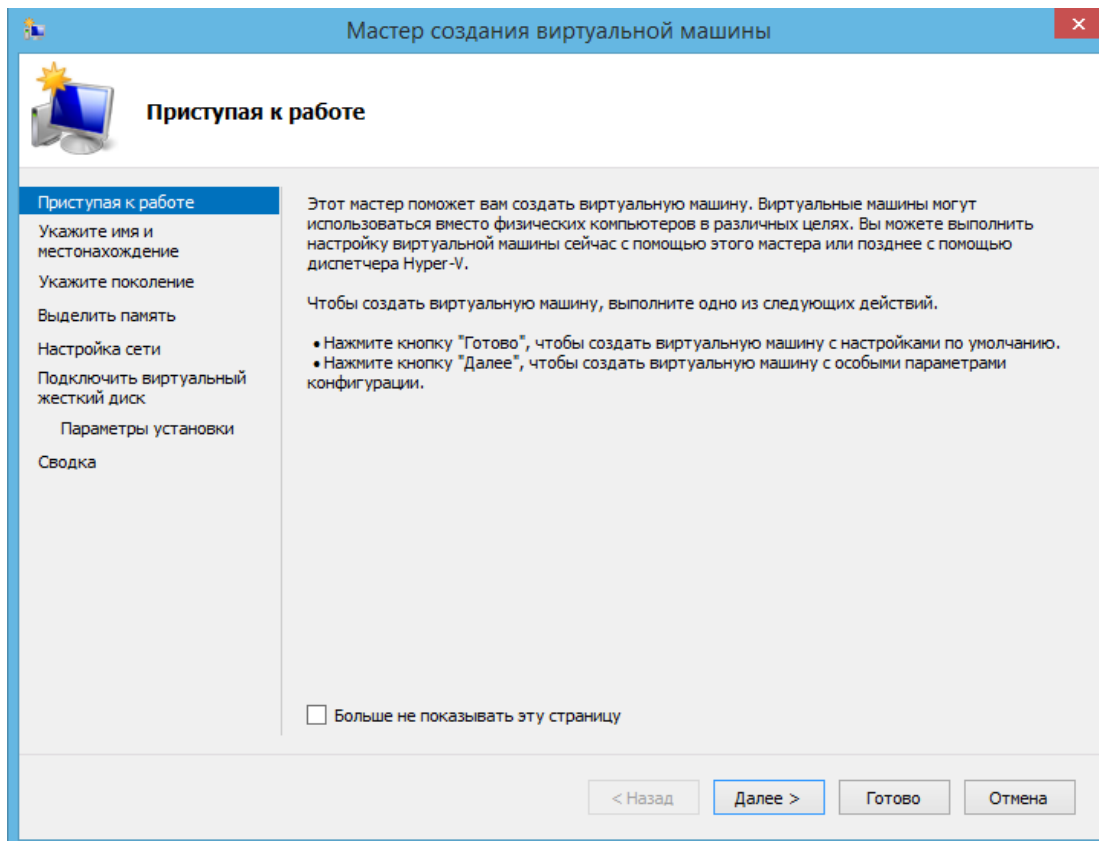 Мастер создания виртуальной машины
Приступая к работе
Приступая к работе
Укажите имя и
местонахождение
Укажите поколение
Выделить память
Настройка сети
Подключить виртуальный
жесткий диск
Параметры установки
Сводка
Этот мастер поможет вам создать виртуальную машину. Виртуальные машины могут
использоваться вместо физических компьютеров в различных целях. Вы можете выполнить
настройку виртуальной машины сейчас с помощью этого мастера или позднее с помощью
диспетчера Hyper-V.
Чтобы создать виртуальную машину, выполните одно из следующих действий.
• Нажмите кнопку "Готово", чтобы создать виртуальную машину с настройками по умолчанию.
• Нажмите кнопку "Далее", чтобы создать виртуальную машину с особыми параметрами
конфигурации.
Больше не показывать эту страницу
< Назад
Далее >
Готово
Отмена